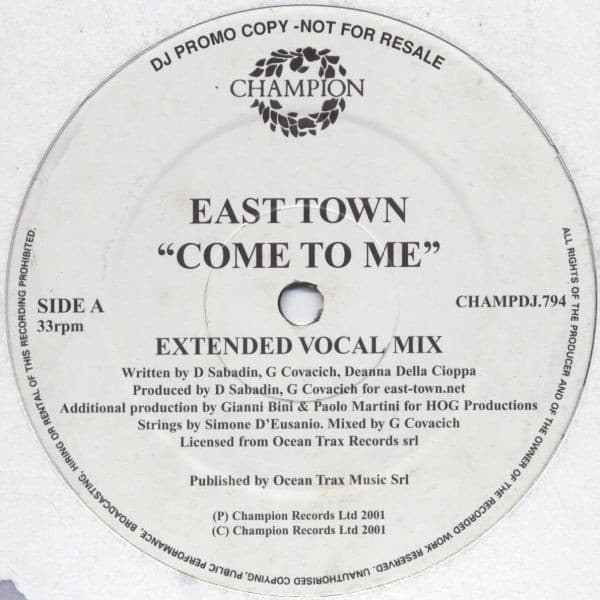 DJ PROMO COPY -NOT FOR RESALE
CHAMPION
EAST TOWN
“COME TO ME”
SIDE A
33rpm
CHAMPDJ.794
EXTENDED VOCAL MIX
Written by D Sabadin, G Covacich, Deanna Della Cioppa
Produced by D Sabadin, G Covacich for east-town.net
Additional production by Gianni Bini & Paolo Martini for HOG Productions
Strings by Simone D’Eusanio. Mixed by G Covacich
Licensed from Ocean Trax Records srl
Published by Ocean Trax Music Srl
(P) Champion Records Ltd 2001
(C) Champion Records Ltd 2001
ALL RIGHTS OF THE PRODUCER AND OF THE OWNER OF THE RECORDED WORK RESERVED. UNAUTHORISED COPYING, PUBLIC PERFORMANCE, BROADCASTING, HIRING OR RENTAL OF THIS RECORDING PROHIBITED.